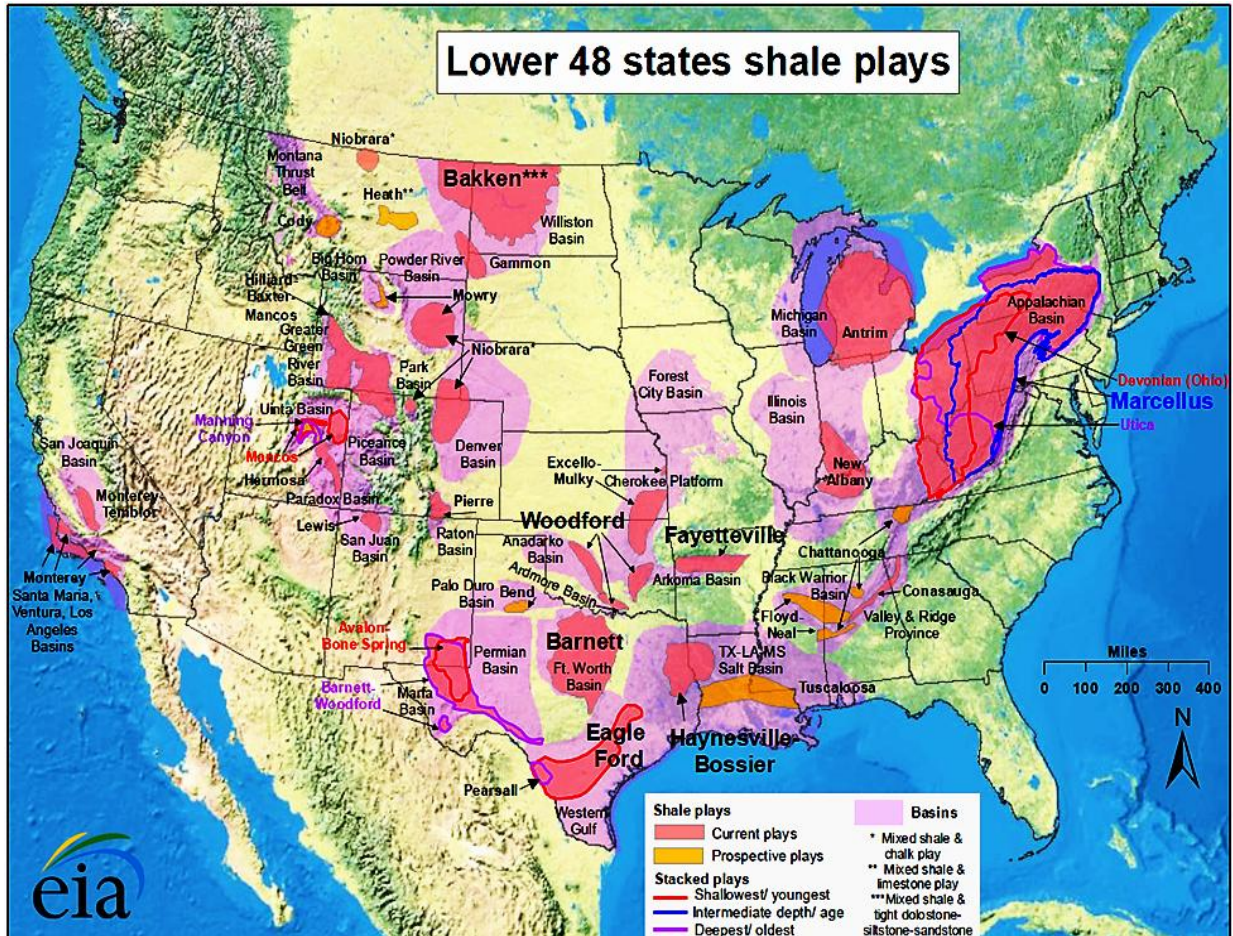 Lower 48 states shale plays
Niobrara*
Montana
Thrust
Belt
Bakken***
Heath**
Cody
Williston
Basin
Big Horn
Basin
Powder River
Basin
Gammon
Hilliard-
Baxter-
Mancos
Mowry
Michigan
Basin
Antrim
Appalachian
Basin
Greater
Green
River
Basin
Niobrara*
Park
Basin
Forest
City Basin
Illinois
Basin
Devonian (Ohio)
Marcellus
Utica
Uinta Basin
Manning
Canyon
Mancos
Piceance
Basin
Denver
Basin
San Joaquin
Basin
Hermosa
Paradox Basin
Excello-
Mulky
Cherokee Platform
New
Albany
Monterey-
Temblor
Pierre
Lewis
San Juan
Basin
Raton
Basin
Woodford
Anadarko
Basin
Fayetteville
Arkoma Basin
Chattanooga
Monterey
Santa Maria,
Ventura, Los
Angeles
Basins
Palo Duro
Basin
Bend
Ardmore Basin
Black Warrior
Basin
Conasauga
Floyd-
Neal
Valley & Ridge
Province
Avalon-
Bone Spring
Permian
Basin
Barnett
Ft. Worth
Basin
TX-LA-MS
Salt Basin
Tuscaloosa
Miles
0 100 200 300 400
Barnett-
Woodford
Marfa
Basin
Eagle
Ford
Haynesville-
Bossier
N
Pearsall
Western
Gulf
Shale plays
Current plays
Prospective plays
Stacked plays
Shallowest/ youngest
Intermediate depth/ age
Deepest/ oldest
Basins
* Mixed shale &
chalk play
** Mixed shale &
limestone play
***Mixed shale &
tight dolostone-
siltstone-sandstone
eia